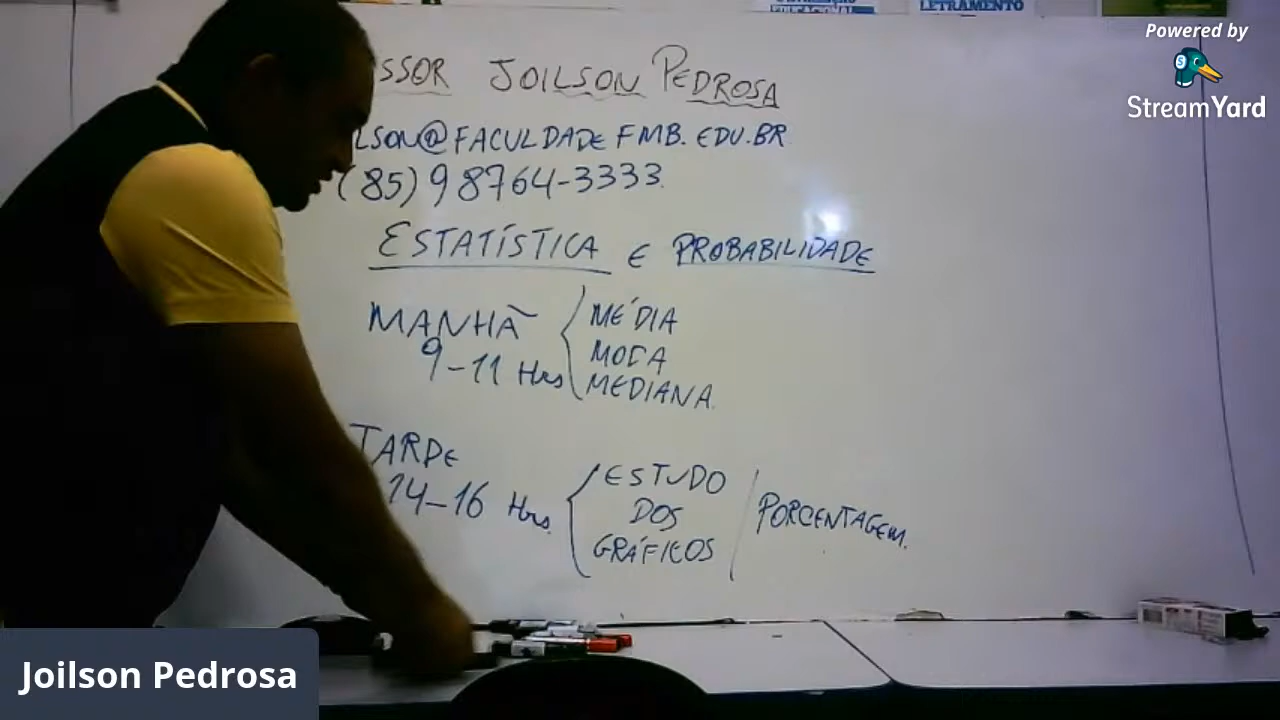 EDUCACIONAL
LETRAMENTO
Powered by
StreamYard
SSOR JOILSON PEDROSA
LSON@FACULDADEFMB.EDU.BR
(85)98764-3333.
ESTATÍSTICA E PROBABILIDADE
MANHÃ
9-11 Hrs
MÉDIA
MODA
MEDIANA.
TARDE
14-16 Hrs.
ESTUDO
DOS
GRÁFICOS
PORCENTAGEM.
Joilson Pedrosa